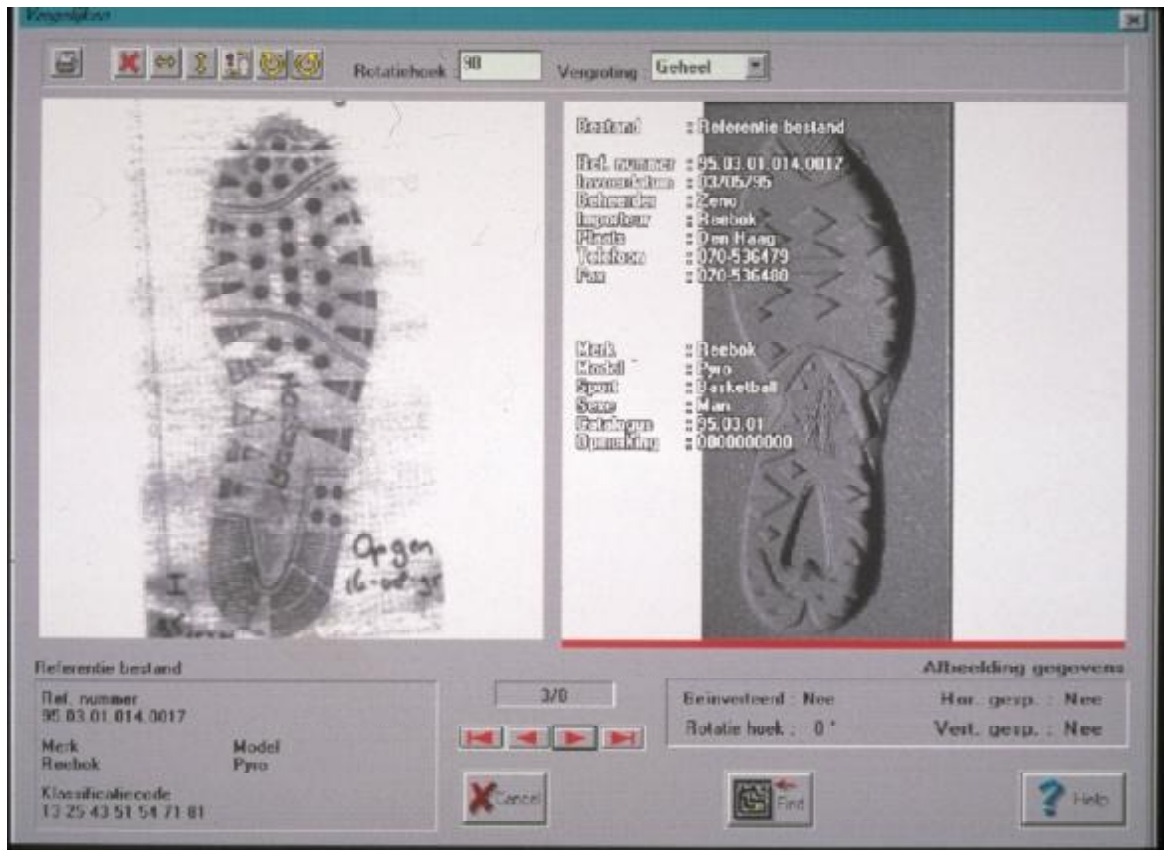 Vergelijken
Rotatiehoek : 90 Vergroting : Geheel
Bestand : Referentie bestand
Ref. nummer : 95.03.01.014.0017
Invoerdatum : 03/05/95
Beheerder : Zeno
Importeur : Reebok
Plaats : Den Haag
Telefoon : 070-536479
Fax : 070-536480
Merk : Reebok
Model : Pyro
Sport : Basketball
Sexe : Man
Catalogus : 95.03.01
Opmerking : 0000000000
Reebok
I
Referentie bestand
Ref. nummer
95.03.01.014.0017
Merk Model
Reebok Pyro
Klassificatiecode
13 25 43 51 54 71 81
3/0
Afbeelding gegevens
Geinverteerd : Nee Hor. gesp. : Nee
Rotatie hoek : 0 ° Vert. gesp. : Nee
Cancel
Find
Help